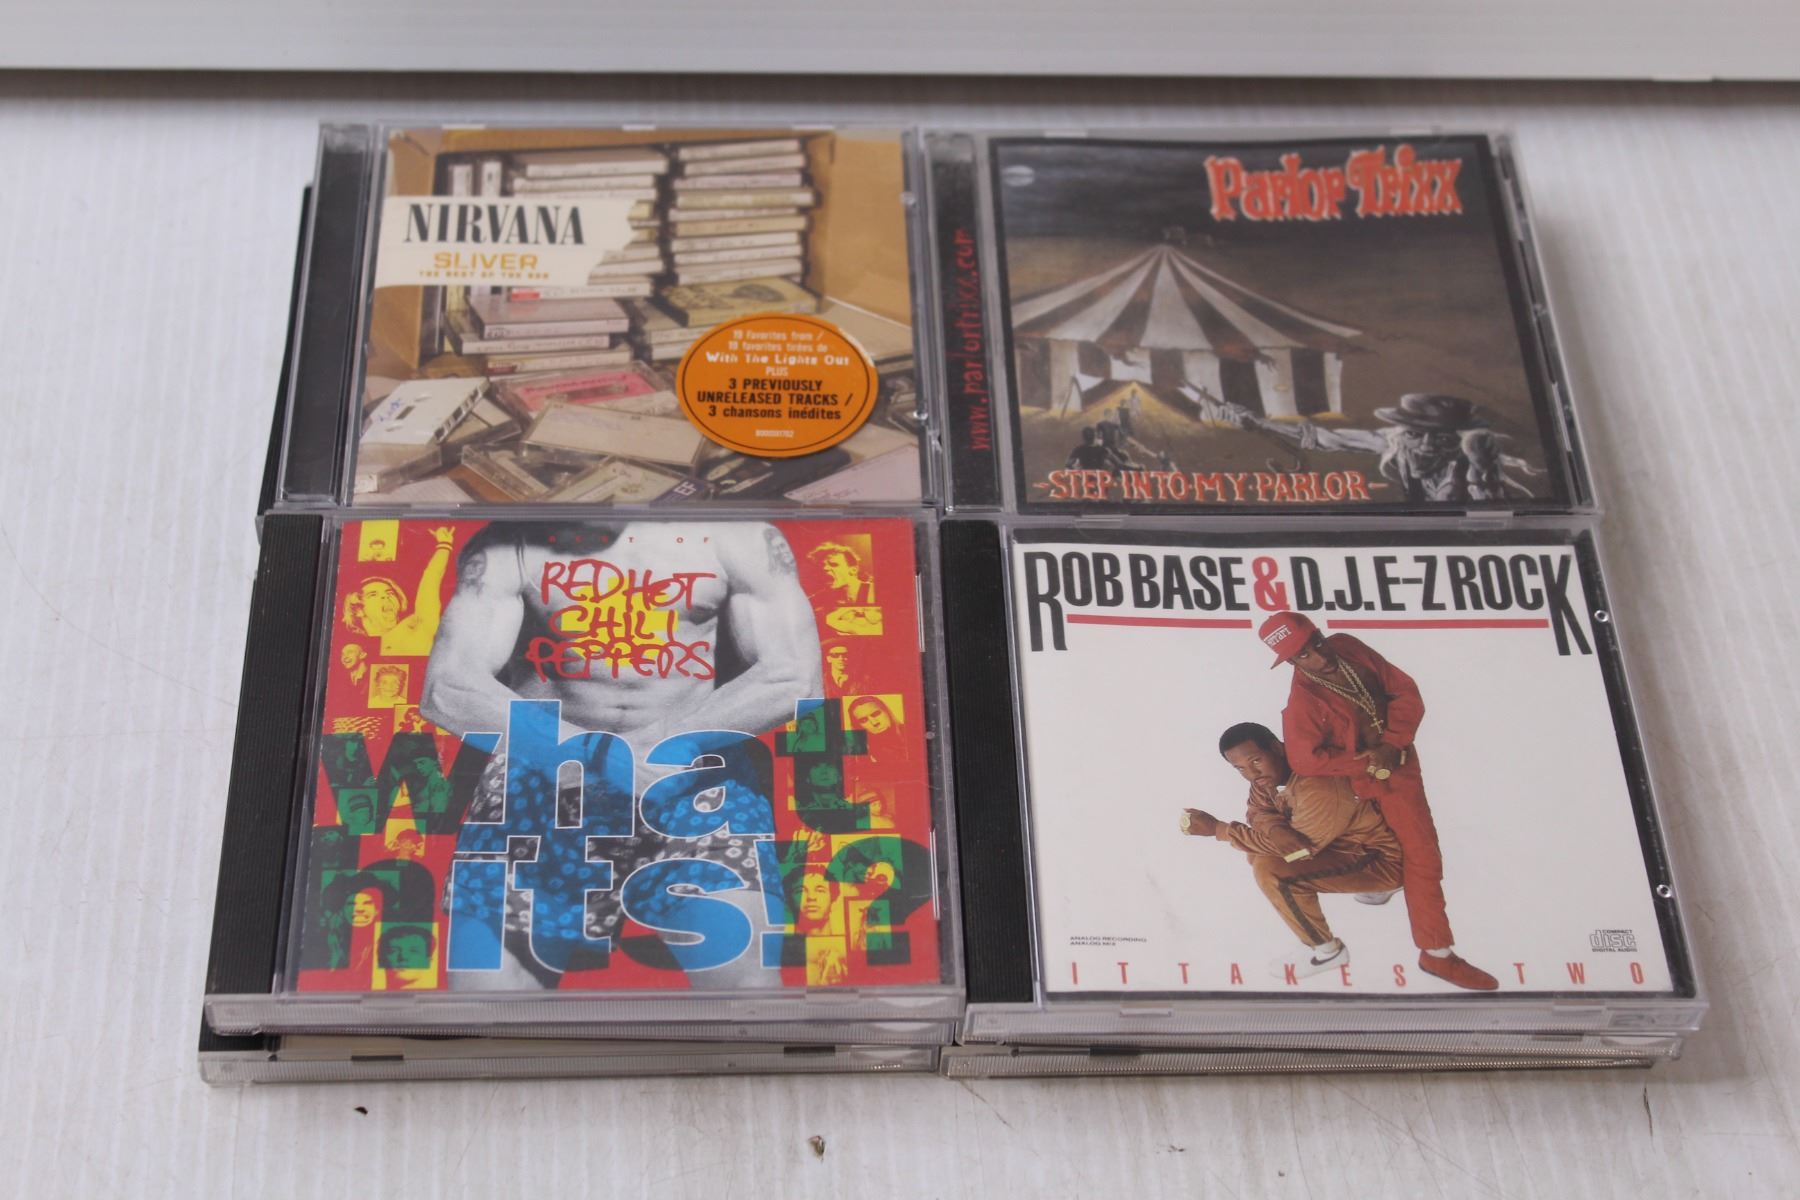 NIRVANA
SLIVER
THE BEST OF THE BOX
19 favorites from /
19 favorites tirées de
With The Lights Out
PLUS
3 PREVIOUSLY
UNRELEASED TRACKS /
3 chansons inédites
Parlor Trixx
www.parlortrixx.com
-STEP·INTO·MY·PARLOR-
BEST OF
RED HOT
CHILI
PEPPERS
what
hits!?
ROB BASE & D.J. E-Z ROCK
Ferrari
ANALOG RECORDING
ANALOG MIX
COMPACT
disc
DIGITAL AUDIO
IT TAKES TWO